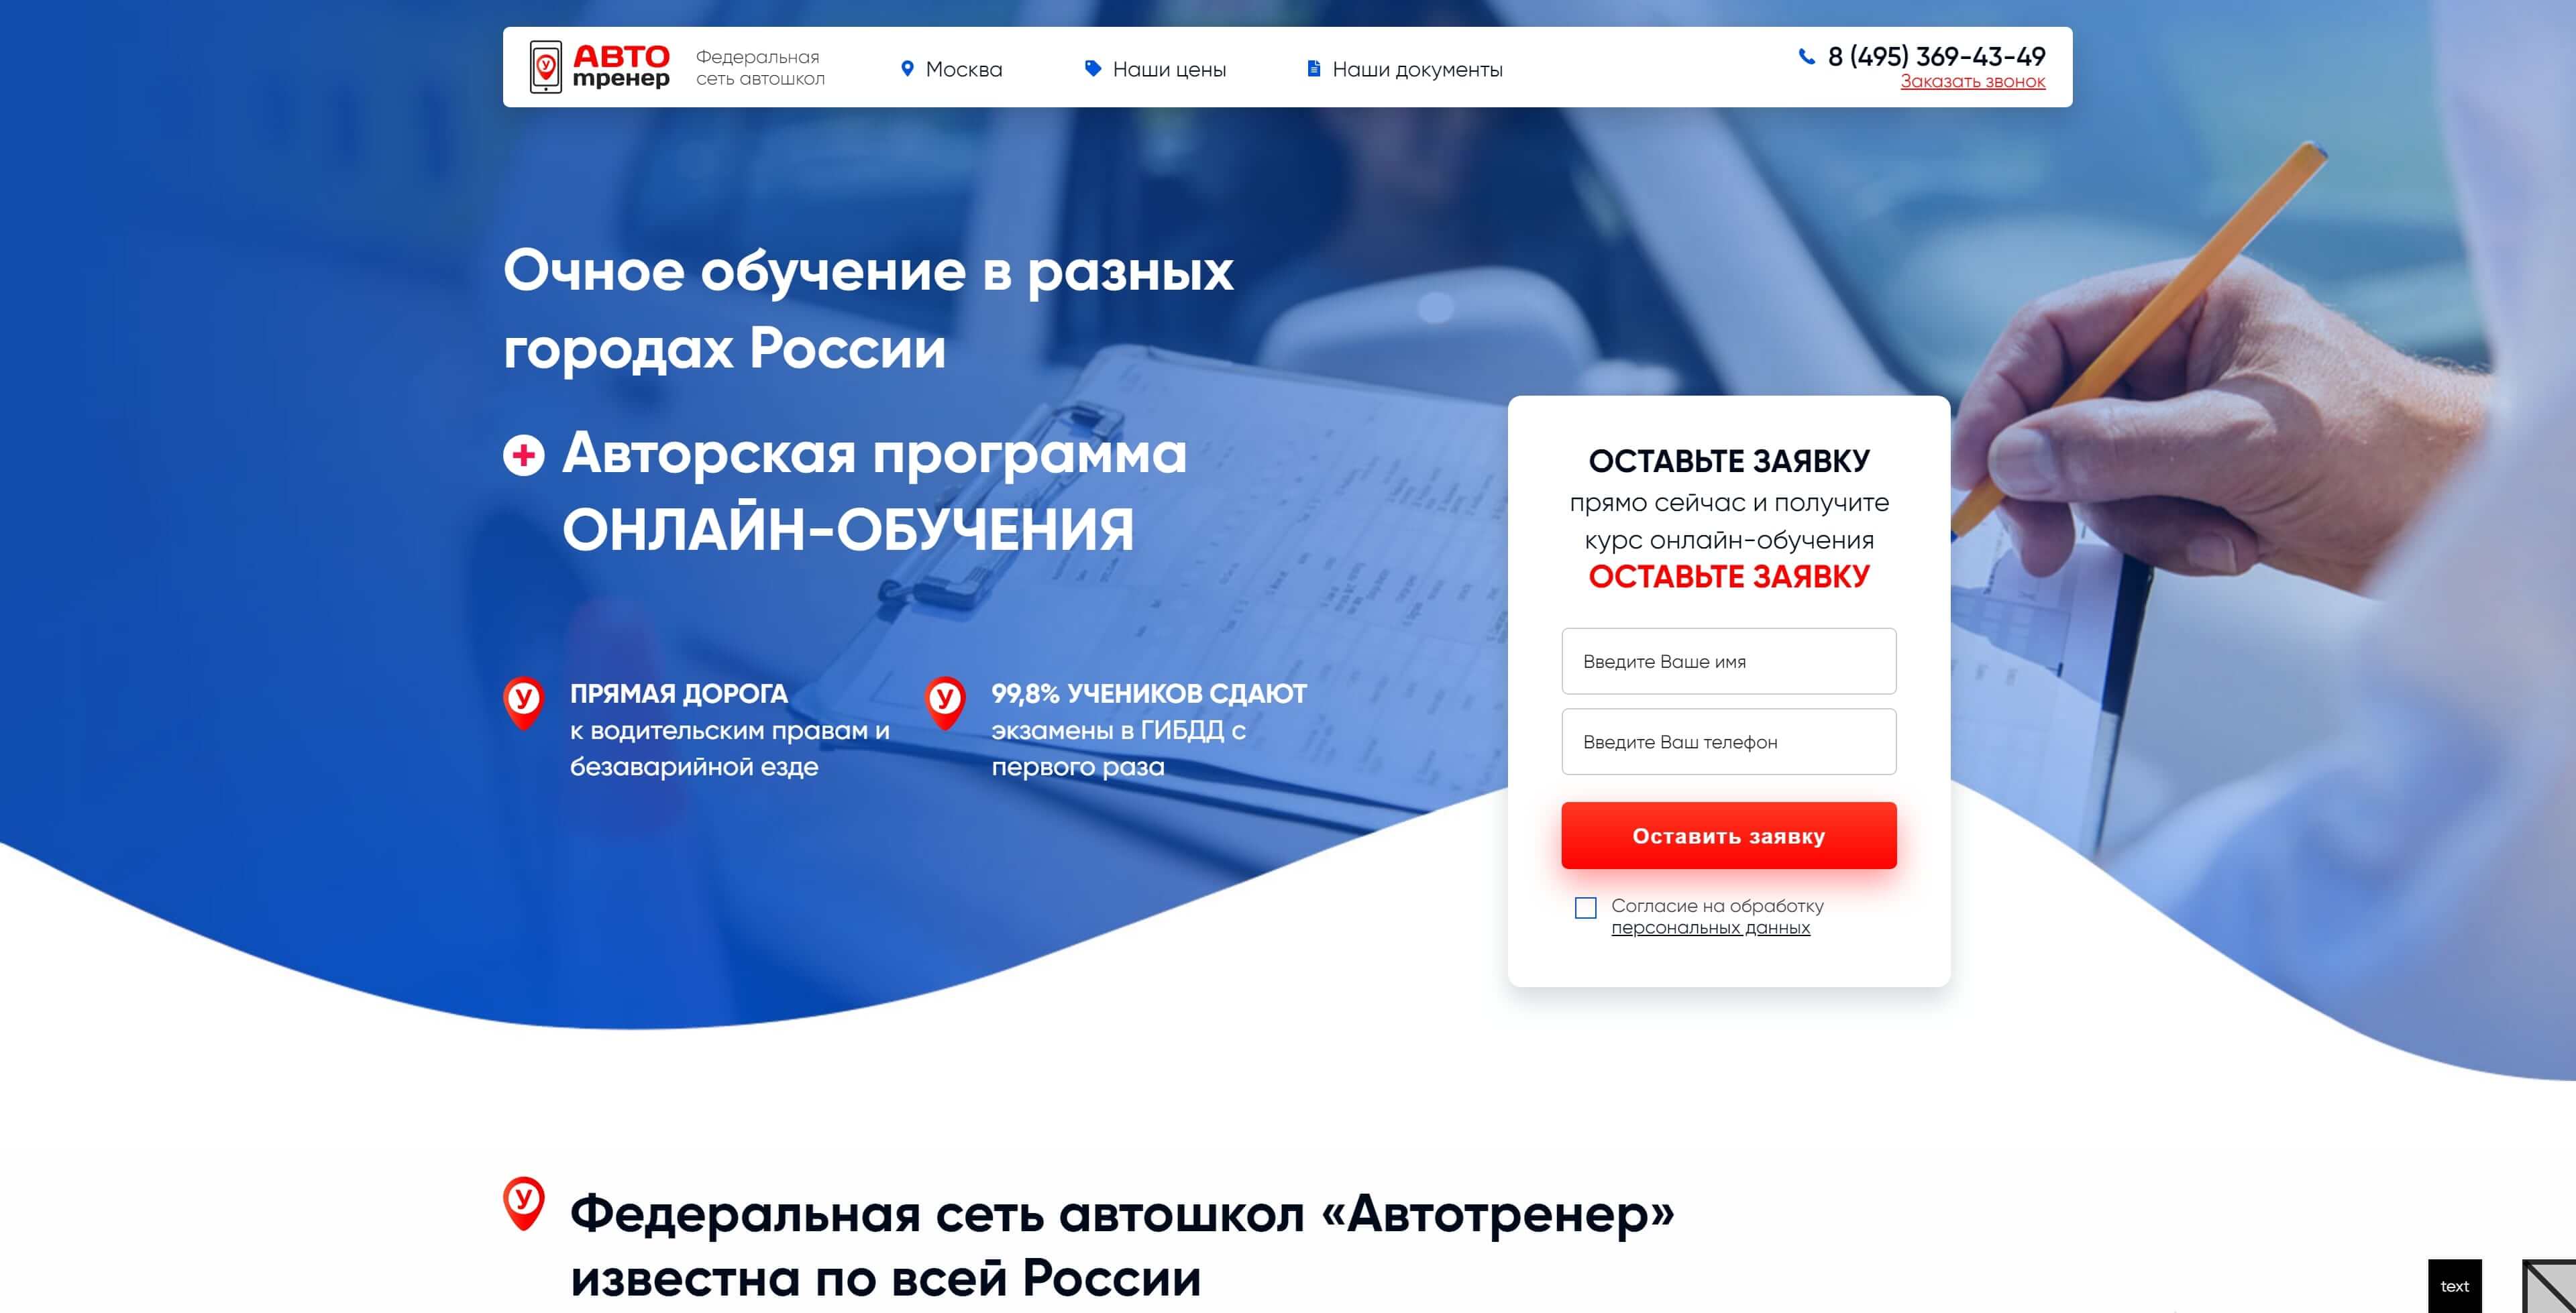 АВТО
тренер
Федеральная
сеть автошкол
Москва
Наши цены
Наши документы
8 (495) 369-43-49
Заказать звонок
Очное обучение в разных
городах России
Авторская программа
ОНЛАЙН-ОБУЧЕНИЯ
ПРЯМАЯ ДОРОГА
к водительским правам и
безаварийной езде
99,8% УЧЕНИКОВ СДАЮТ
экзамены в ГИБДД с
первого раза
ОСТАВЬТЕ ЗАЯВКУ
прямо сейчас и получите
курс онлайн-обучения
ОСТАВЬТЕ ЗАЯВКУ
Введите Ваше имя
Введите Ваш телефон
Оставить заявку
Согласие на обработку
персональных данных
Федеральная сеть автошкол «Автотренер»
известна по всей России
text